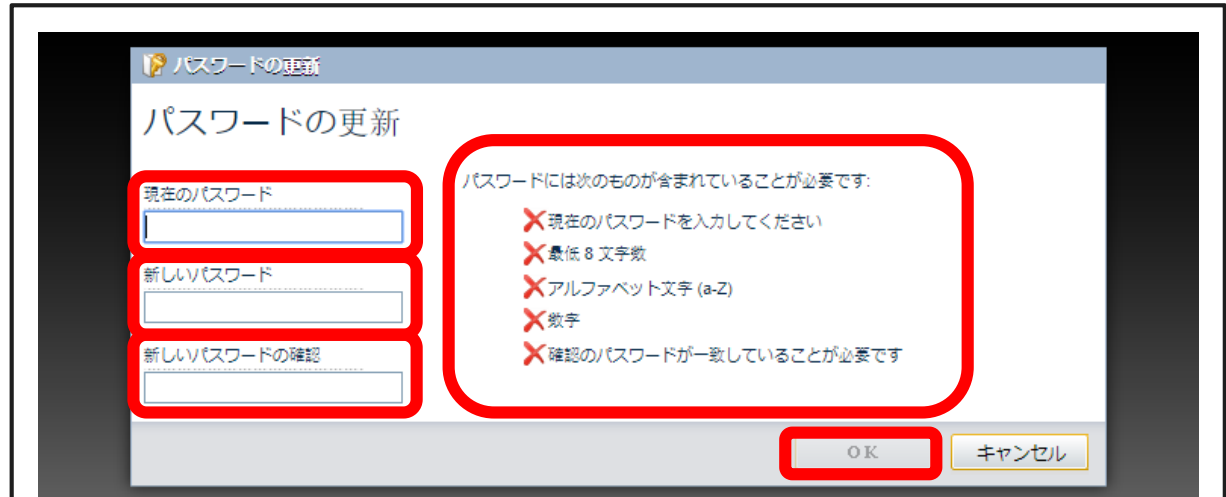 パスワードの更新
パスワードの更新
現在のパスワード
新しいパスワード
新しいパスワードの確認
パスワードには次のものが含まれていることが必要です:
現在のパスワードを入力してください
最低 8 文字数
アルファベット文字 (a-Z)
数字
確認のパスワードが一致していることが必要です
OK
キャンセル